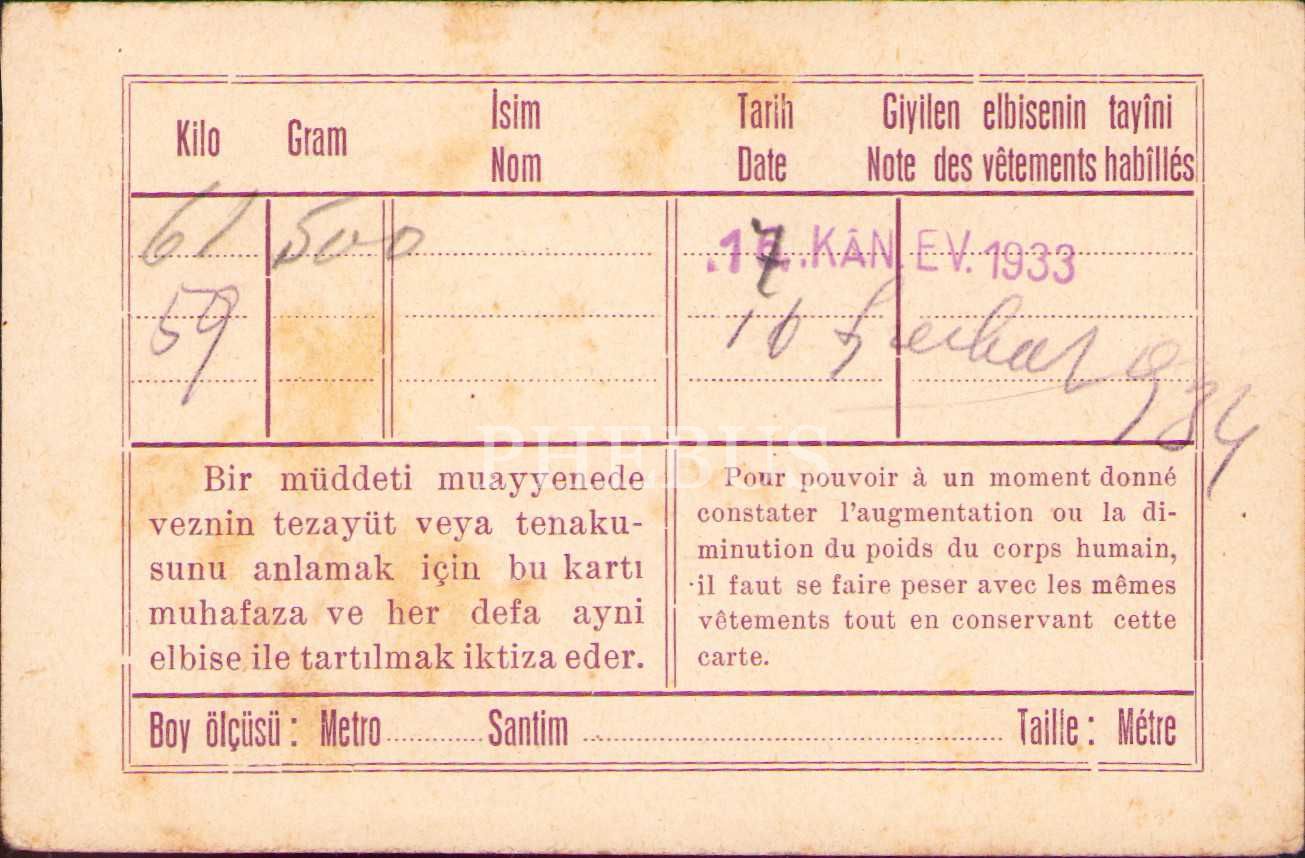 Kilo Gram İsim Tarih Giyilen elbisenin tayîni
Nom Date Note des vêtements habîllés
61 500 7 .KÂN. EV. 1933
59 16 934
PHEBUS
Bir müddeti muayyenede
veznin tezayüt veya tenaku-
sunu anlamak için bu kartı
muhafaza ve her defa ayni
elbise ile tartılmak iktiza eder.
Pour pouvoir à un moment donné
constater l'augmentation ou la di-
minution du poids du corps humain,
il faut se faire peser avec les mêmes
vêtements tout en conservant cette
carte.
Boy ölçüsü : Metro Santim Taille : Métre